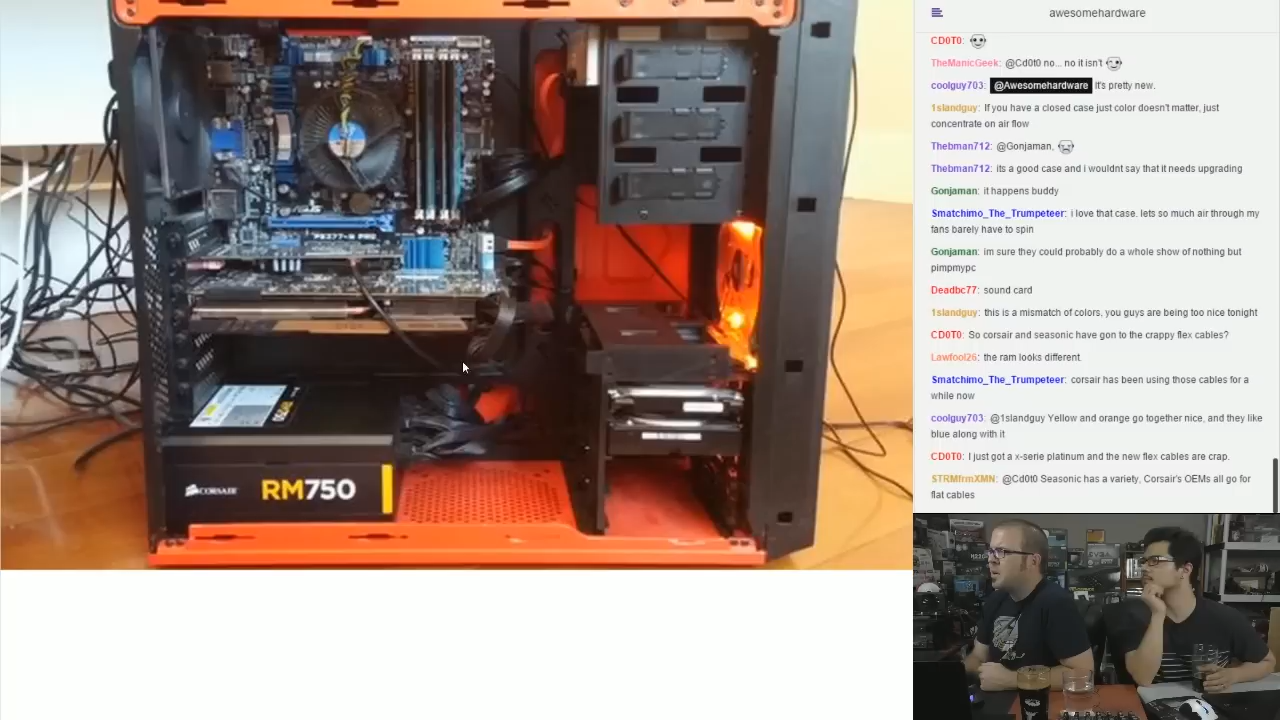 awesomehardware
CD0T0:
TheManicGeek: @Cd0t0 no... no it isn't
coolguy703: @Awesomehardware it's pretty new.
1slandguy: If you have a closed case just color doesn't matter, just
concentrate on air flow
Thebman712: @Gonjaman,
Thebman712: its a good case and i wouldnt say that it needs upgrading
Gonjaman: it happens buddy
Smatchimo_The_Trumpeteer: i love that case. lets so much air through my
fans barely have to spin
Gonjaman: im sure they could probably do a whole show of nothing but
pimpmypc
Deadbc77: sound card
1slandguy: this is a mismatch of colors, you guys are being too nice tonight
CD0T0: So corsair and seasonic have gon to the crappy flex cables?
Lawfool26: the ram looks different.
Smatchimo_The_Trumpeteer: corsair has been using those cables for a
while now
coolguy703: @1slandguy Yellow and orange go together nice, and they like
blue along with it
CD0T0: I just got a x-serie platinum and the new flex cables are crap.
STRMfrmXMN: @Cd0t0 Seasonic has a variety, Corsair's OEMs all go for
flat cables
CORSAIR RM750